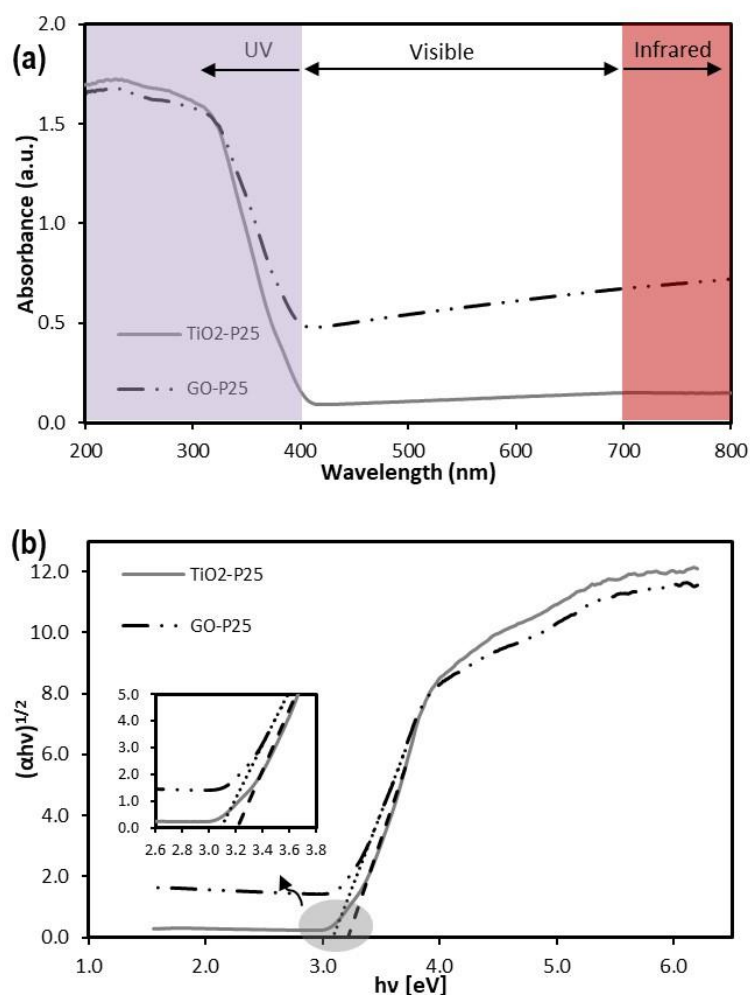 (a)
2.0
1.5
1.0
0.5
0.0
Absorbance (a.u.)
UV Visible Infrared
TiO2-P25
GO-P25
200 300 400 500 600 700 800
Wavelength (nm)
(b)
12.0
10.0
8.0
6.0
4.0
2.0
0.0
(αhν)1/2
TiO2-P25
GO-P25
5.0
4.0
3.0
2.0
1.0
0.0
2.6 2.8 3.0 3.2 3.4 3.6 3.8
1.0 2.0 3.0 4.0 5.0 6.0
hν [eV]